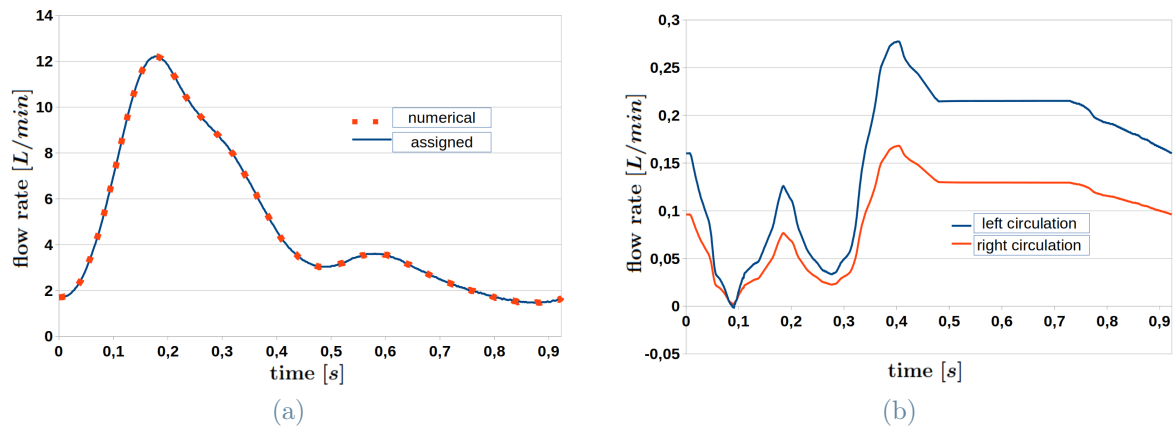 14
12
10
8
6
4
2
0
flow rate [L/min]
numerical
assigned
0 0,1 0,2 0,3 0,4 0,5 0,6 0,7 0,8 0,9
time [s]
(a)
0,3
0,25
0,2
0,15
0,1
0,05
0
-0,05
flow rate [L/min]
left circulation
right circulation
0 0,1 0,2 0,3 0,4 0,5 0,6 0,7 0,8 0,9
time [s]
(b)